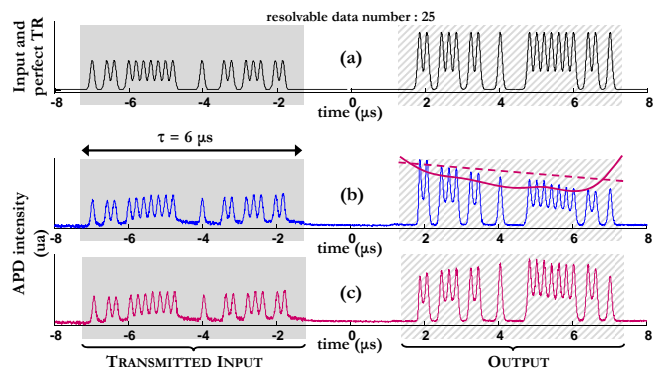 resolvable data number : 25
Input and
perfect TR
(a)
-8 -6 -4 -2 0 2 4 6 8
time (µs)
τ = 6 µs
APD intensity
(ua)
(b)
-8 -6 -4 -2 0 2 4 6 8
time (µs)
(c)
-8 -6 -4 -2 0 2 4 6 8
time (µs)
TRANSMITTED INPUT
OUTPUT